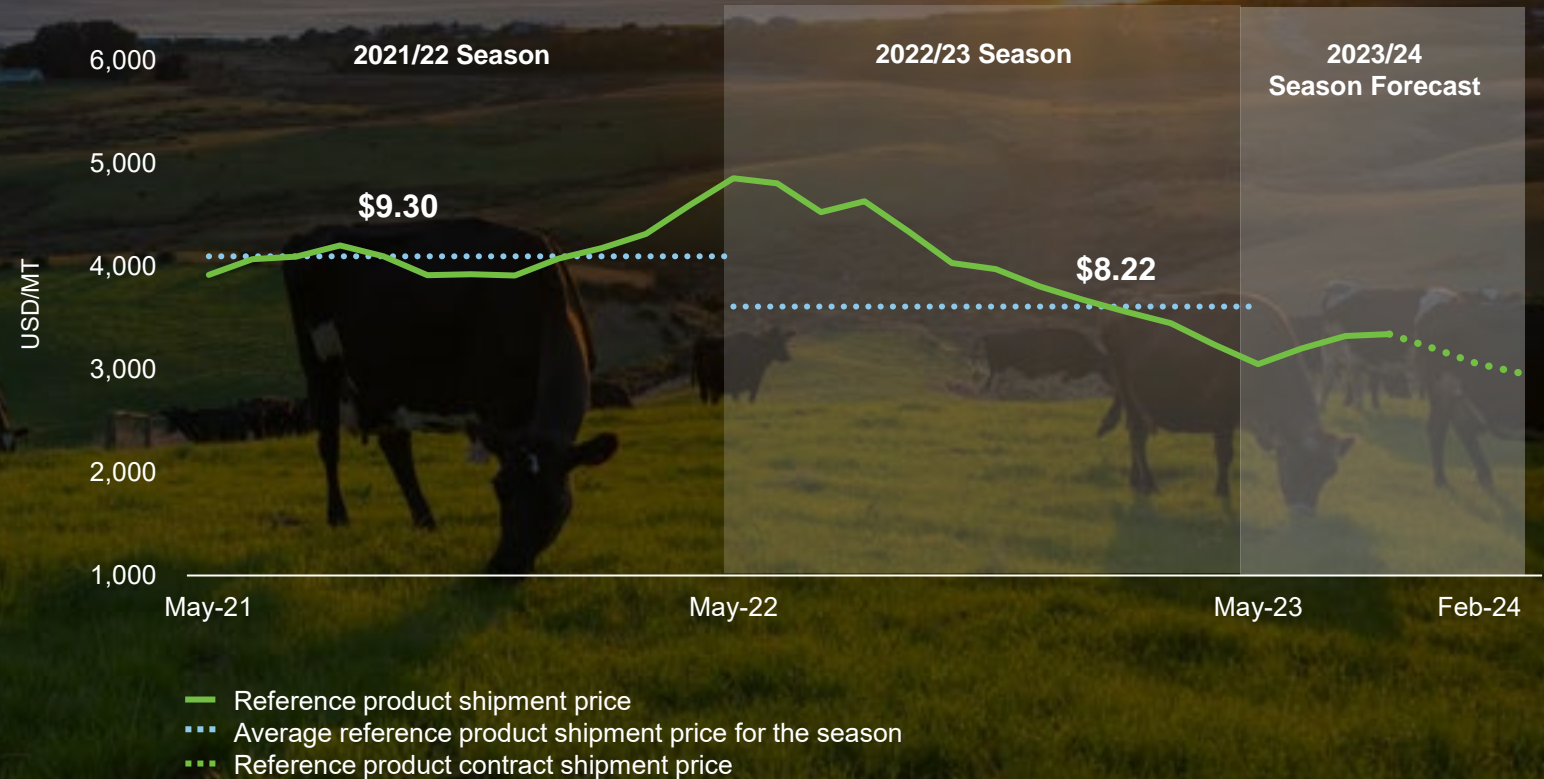 2021/22 Season
2022/23 Season
2023/24
Season Forecast
6,000
5,000
4,000
3,000
2,000
1,000
USD/MT
$9.30
$8.22
May-21
May-22
May-23
Feb-24
Reference product shipment price
Average reference product shipment price for the season
Reference product contract shipment price